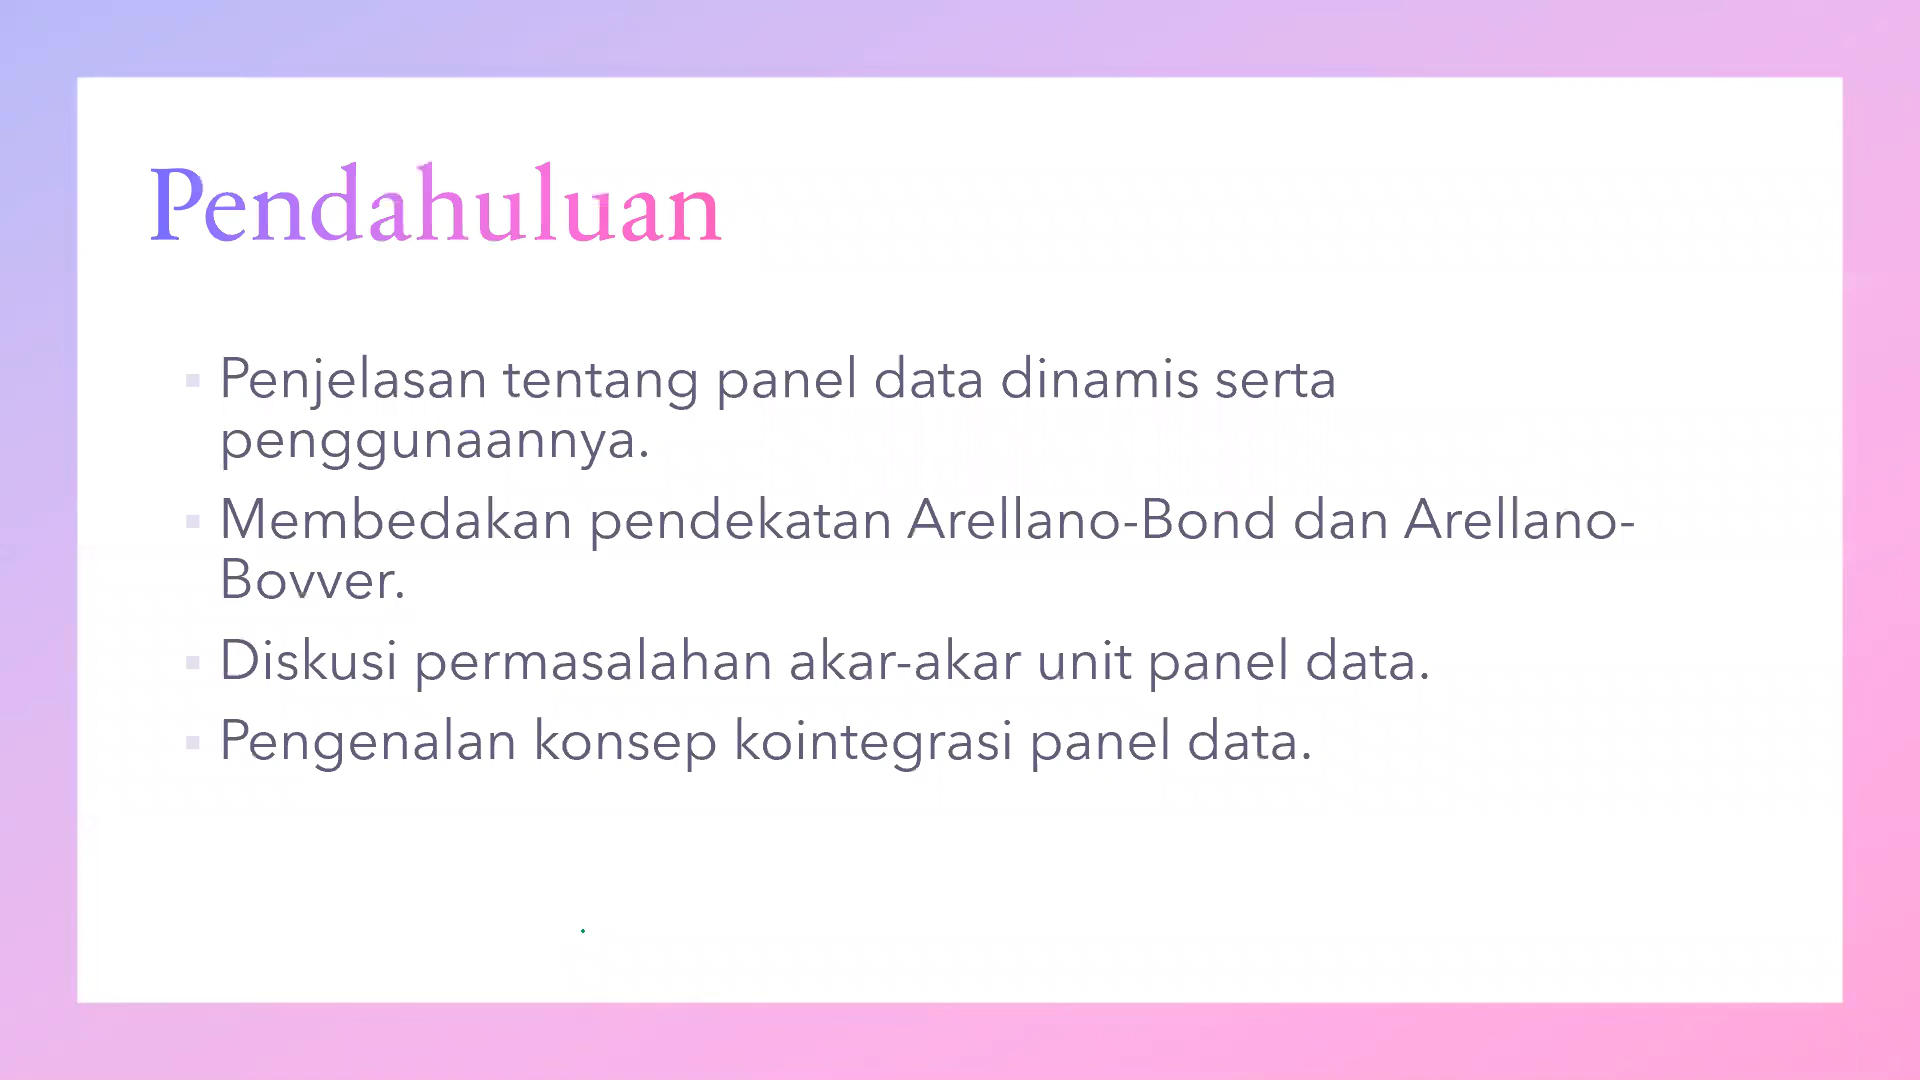 Pendahuluan
Penjelasan tentang panel data dinamis serta
penggunaannya.
Membedakan pendekatan Arellano-Bond dan Arellano-
Bovver.
Diskusi permasalahan akar-akar unit panel data.
Pengenalan konsep kointegrasi panel data.